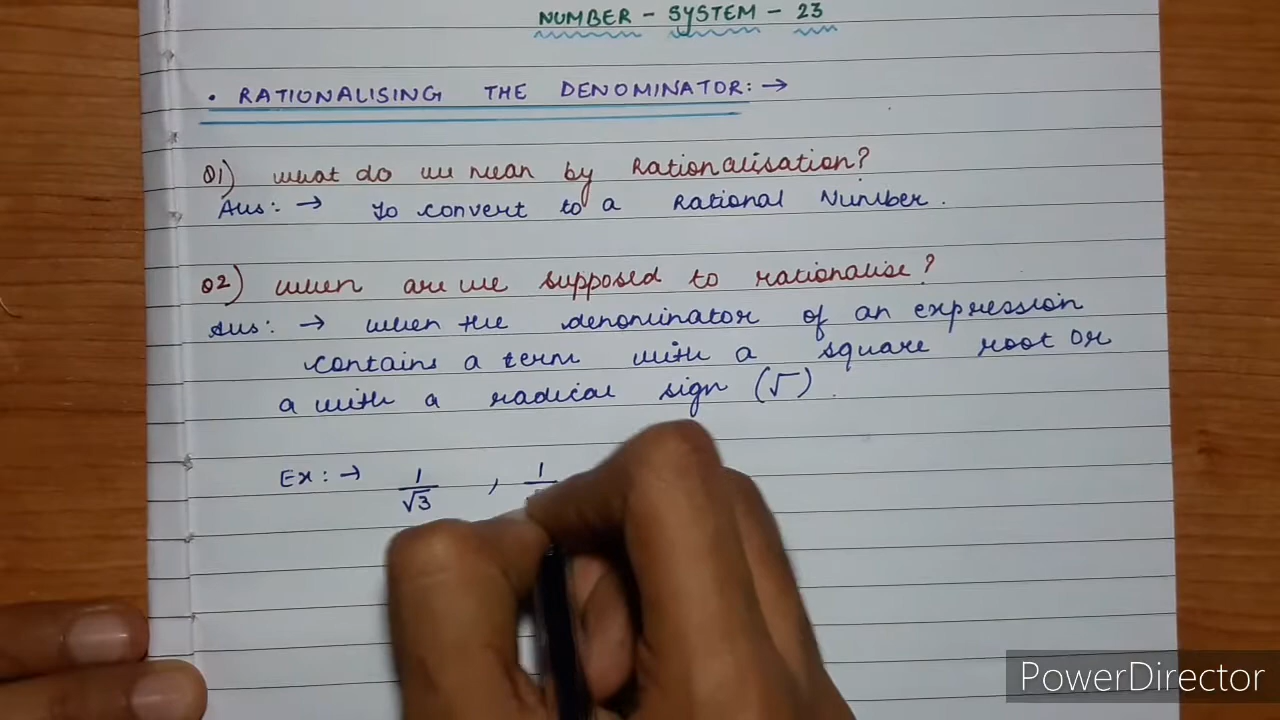 NUMBER - SYSTEM - 23
• RATIONALISING THE DENOMINATOR: →
Q1) What do we mean by Rationalisation?
Ans: → To convert to a Rational Number.
Q2) When are we supposed to rationalise?
Ans: → When the denominator of an expression
contains a term with a square root or
a with a radical sign (√).
Ex: → 1/√3 , 1/
PowerDirector